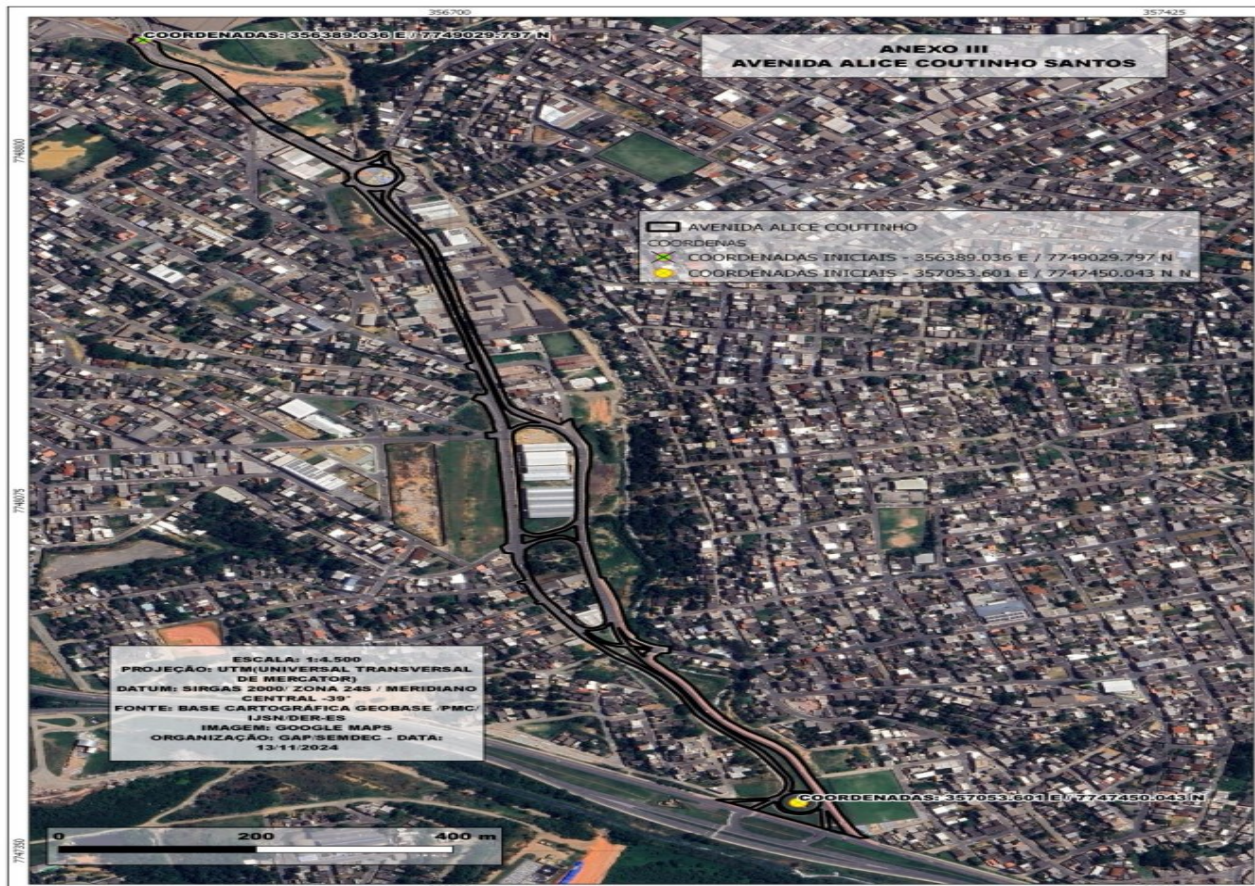 356700
357425
COORDENADAS: 356389.036 E / 7749029.797 N
ANEXO III
AVENIDA ALICE COUTINHO SANTOS
7748800
AVENIDA ALICE COUTINHO
COORDENAS
COORDENADAS INICIAIS - 356389.036 E / 7749029.797 N
COORDENADAS INICIAIS - 357053.601 E / 7747450.043 N N
7748075
ESCALA: 1:4.500
PROJEÇÃO: UTM(UNIVERSAL TRANSVERSAL
DE MERCATOR)
DATUM: SIRGAS 2000/ ZONA 24S / MERIDIANO
CENTRAL -39°
FONTE: BASE CARTOGRÁFICA GEOBASE /PMC/
IJSN/DER-ES
IMAGEM: GOOGLE MAPS
ORGANIZAÇÃO: GAP/SEMDEC - DATA:
13/11/2024
COORDENADAS: 357053.601 E / 7747450.043 N
7747350
0 200 400 m